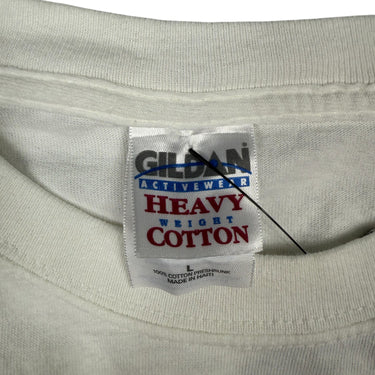 GILDAN
ACTIVEWEAR
HEAVY
WEIGHT
COTTON
L
100% COTTON PRESHRUNK
MADE IN HAITI